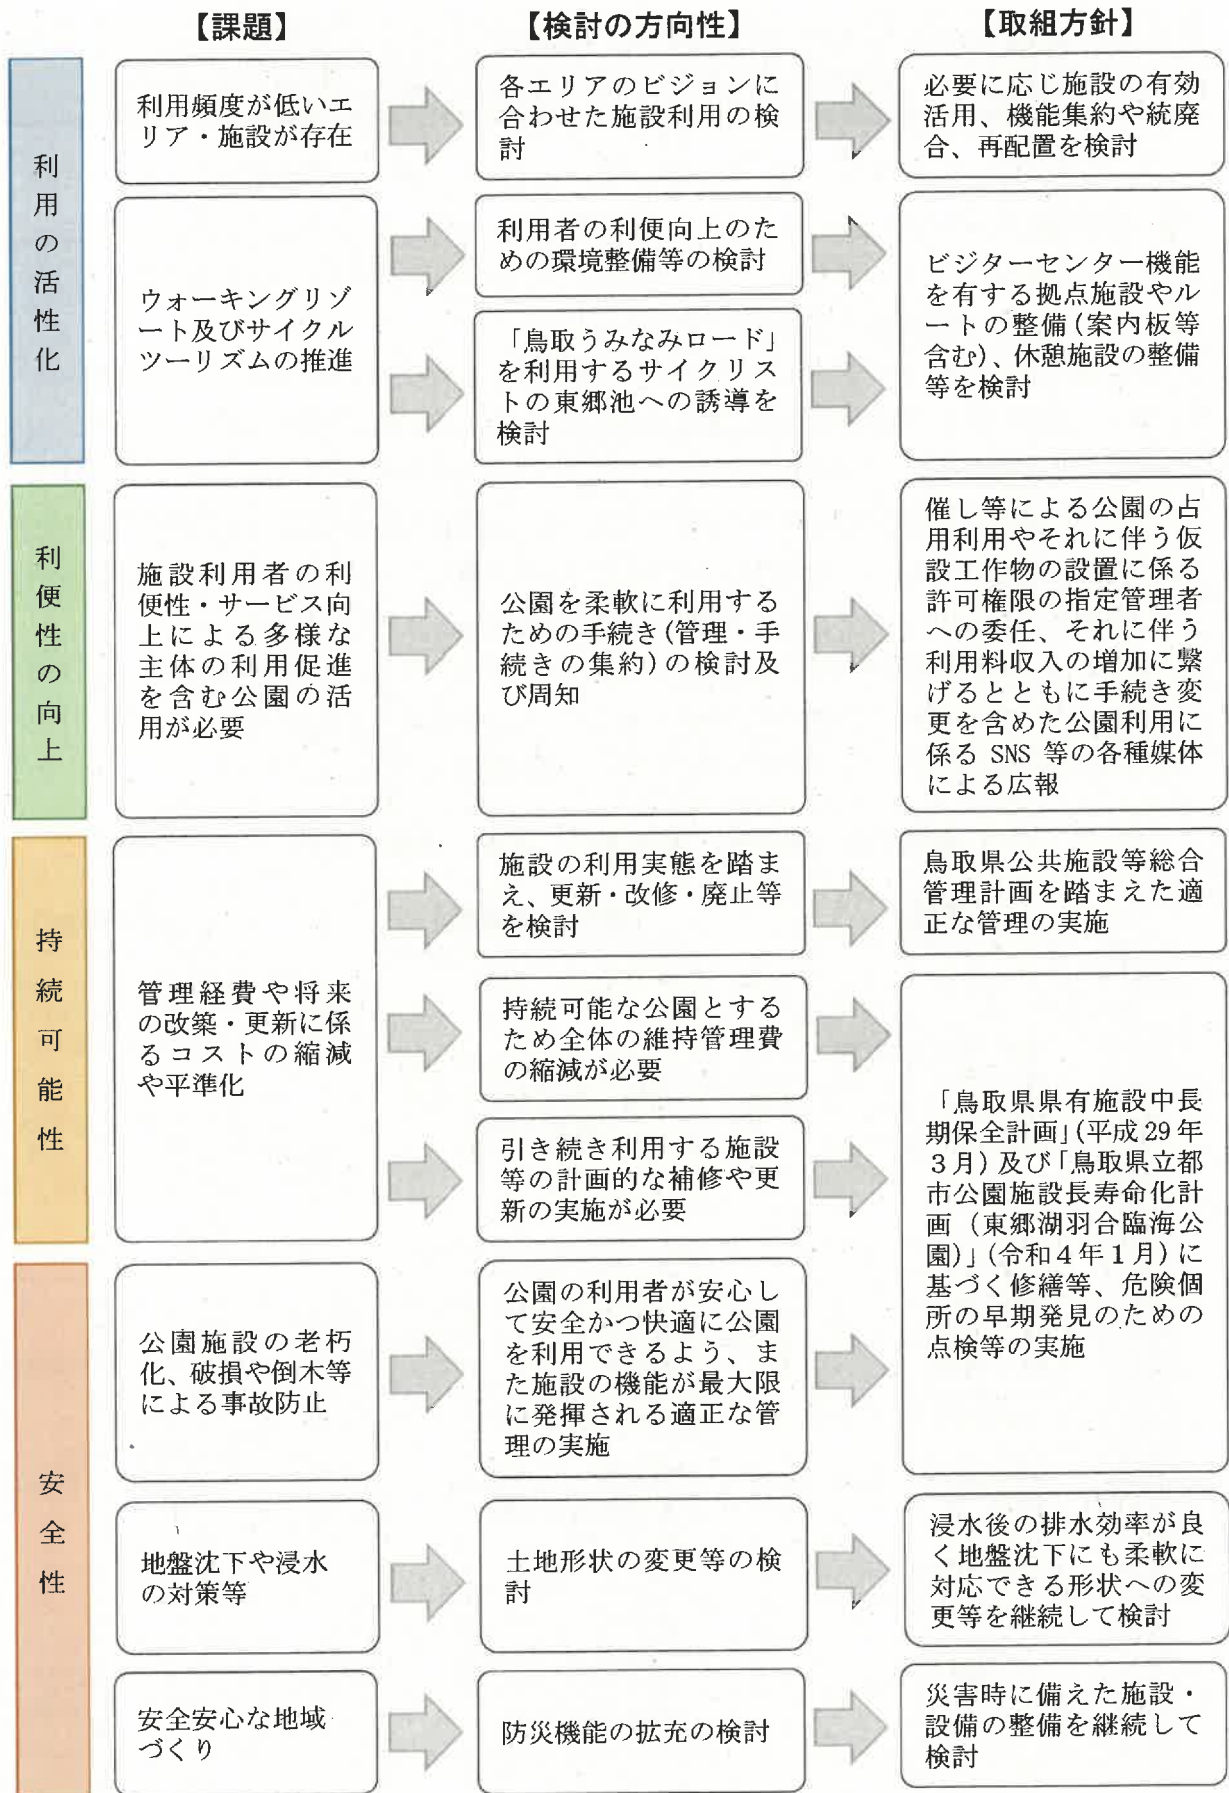 【課題】
【検討の方向性】
【取組方針】
利用の活性化
利用頻度が低いエ
リア・施設が存在
各エリアのビジョンに
合わせた施設利用の検
討
必要に応じ施設の有効
活用、機能集約や統廃
合、再配置を検討
ウォーキングリゾ
ート及びサイクル
ツーリズムの推進
利用者の利便向上のた
めの環境整備等の検討
「鳥取うみなみロード」
を利用するサイクリス
トの東郷池への誘導を
検討
ビジターセンター機能
を有する拠点施設やル
ートの整備(案内板等
含む)、休憩施設の整備
等を検討
利便性の向上
施設利用者の利
便性・サービス向
上による多様な
主体の利用促進
を含む公園の活
用が必要
公園を柔軟に利用する
ための手続き(管理・手
続きの集約)の検討及
び周知
催し等による公園の占
用利用やそれに伴う仮
設工作物の設置に係る
許可権限の指定管理者
への委任、それに伴う
利用料収入の増加に繋
げるとともに手続き変
更を含めた公園利用に
係る SNS 等の各種媒体
による広報
持続可能性
管理経費や将来
の改築・更新に係
るコストの縮減
や平準化
施設の利用実態を踏ま
え、更新・改修・廃止等
を検討
鳥取県公共施設等総合
管理計画を踏まえた適
正な管理の実施
持続可能な公園とする
ため全体の維持管理費
の縮減が必要
引き続き利用する施設
等の計画的な補修や更
新の実施が必要
「鳥取県県有施設中長
期保全計画」(平成 29 年
3月)及び「鳥取県立都
市公園施設長寿命化計
画(東郷湖羽合臨海公
園)」(令和4年1月)に
基づく修繕等、危険個
所の早期発見のための
点検等の実施
安全性
公園施設の老朽
化、破損や倒木等
による事故防止
公園の利用者が安心し
て安全かつ快適に公園
を利用できるよう、ま
た施設の機能が最大限
に発揮される適正な管
理の実施
地盤沈下や浸水
の対策等
土地形状の変更等の検
討
浸水後の排水効率が良
く地盤沈下にも柔軟に
対応できる形状への変
更等を継続して検討
安全安心な地域
づくり
防災機能の拡充の検討
災害時に備えた施設・
設備の整備を継続して
検討